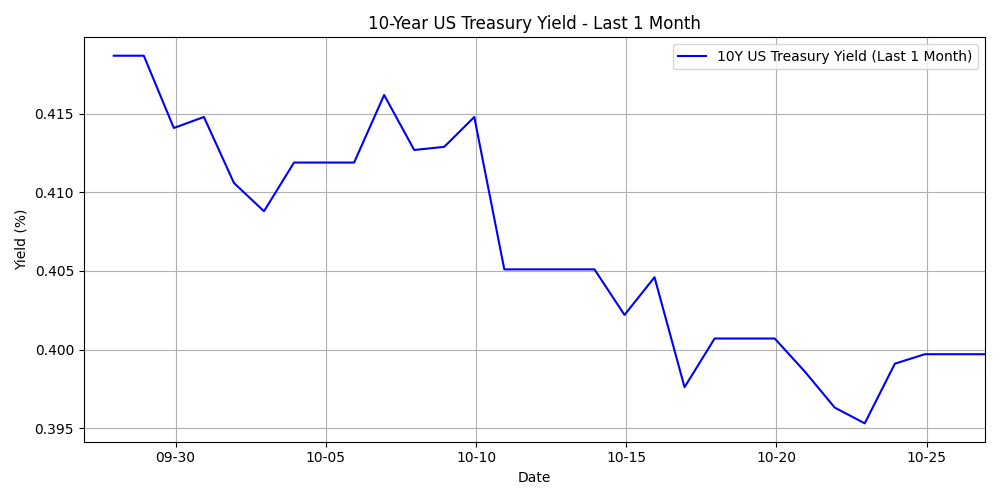 10-Year US Treasury Yield - Last 1 Month
10Y US Treasury Yield (Last 1 Month)
Yield (%)
0.415
0.410
0.405
0.400
0.395
09-30 10-05 10-10 10-15 10-20 10-25
Date